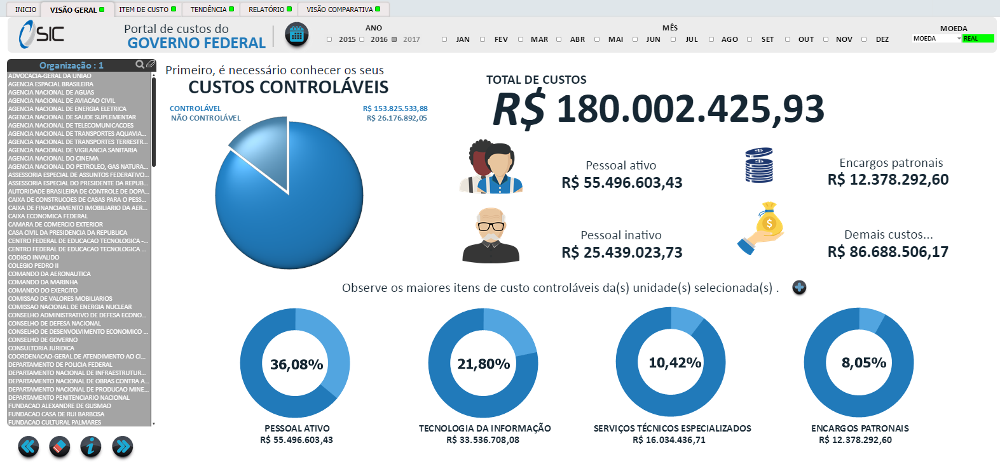 INICIO VISÃO GERAL ITEM DE CUSTO TENDÊNCIA RELATÓRIO VISÃO COMPARATIVA
SIC
Portal de custos do
GOVERNO FEDERAL
ANO
2015 2016 2017
MÊS
JAN FEV MAR ABR MAI JUN JUL AGO SET OUT NOV DEZ
MOEDA
MOEDA REAL
Organização : 1
ADVOCACIA-GERAL DA UNIAO
AGENCIA ESPACIAL BRASILEIRA
AGENCIA NACIONAL DE AGUAS
AGENCIA NACIONAL DE AVIACAO CIVIL
AGENCIA NACIONAL DE ENERGIA ELETRICA
AGENCIA NACIONAL DE SAUDE SUPLEMENTAR
AGENCIA NACIONAL DE TELECOMUNICACOES
AGENCIA NACIONAL DE TRANSPORTES AQUAVIA...
AGENCIA NACIONAL DE TRANSPORTES TERRESTR...
AGENCIA NACIONAL DE VIGILANCIA SANITARIA
AGENCIA NACIONAL DO CINEMA
AGENCIA NACIONAL DO PETROLEO, GAS NATURA...
ASSESSORIA ESPECIAL DE ASSUNTOS FEDERATIVO...
ASSESSORIA ESPECIAL DO PRESIDENTE DA REPUB...
AUTORIDADE BRASILEIRA DE CONTROLE DE DOPA...
CAIXA DE CONSTRUCOES DE CASAS PARA O PESS...
CAIXA DE FINANCIAMENTO IMOBILIARIO DA AER...
CAIXA ECONOMICA FEDERAL
CAMARA DE COMERCIO EXTERIOR
CASA CIVIL DA PRESIDENCIA DA REPUBLICA
CENTRO FEDERAL DE EDUCACAO TECNOLOGICA -...
CENTRO FEDERAL DE EDUCACAO TECNOLOGICA ...
CODIGO INVALIDO
COLEGIO PEDRO II
COMANDO DA AERONAUTICA
COMANDO DA MARINHA
COMANDO DO EXERCITO
COMISSAO DE VALORES MOBILIARIOS
COMISSAO NACIONAL DE ENERGIA NUCLEAR
CONSELHO ADMINISTRATIVO DE DEFESA ECONO...
CONSELHO DE DEFESA NACIONAL
CONSELHO DE DESENVOLVIMENTO ECONOMICO ...
CONSELHO DE GOVERNO
CONSULTORIA JURIDICA
COORDENACAO-GERAL DE ATENDIMENTO AO CI...
DEPARTAMENTO DE POLICIA FEDERAL
DEPARTAMENTO NACIONAL DE INFRAESTRUTUR...
DEPARTAMENTO NACIONAL DE OBRAS CONTRA A...
DEPARTAMENTO NACIONAL DE PRODUCAO MINE...
DEPARTAMENTO PENITENCIARIO NACIONAL
FUNDACAO ALEXANDRE DE GUSMAO
FUNDACAO CASA DE RUI BARBOSA
FUNDACAO CULTURAL PALMARES
Primeiro, é necessário conhecer os seus
CUSTOS CONTROLÁVEIS
CONTROLÁVEL R$ 153.825.533,88
NÃO CONTROLÁVEL R$ 26.176.892,05
TOTAL DE CUSTOS
R$ 180.002.425,93
Pessoal ativo
R$ 55.496.603,43
Encargos patronais
R$ 12.378.292,60
Pessoal inativo
R$ 25.439.023,73
Demais custos...
R$ 86.688.506,17
Observe os maiores itens de custo controláveis da(s) unidade(s) selecionada(s) .
36,08% 21,80% 10,42% 8,05%
PESSOAL ATIVO TECNOLOGIA DA INFORMAÇÃO SERVIÇOS TÉCNICOS ESPECIALIZADOS ENCARGOS PATRONAIS
R$ 55.496.603,43 R$ 33.536.708,08 R$ 16.034.436,71 R$ 12.378.292,60